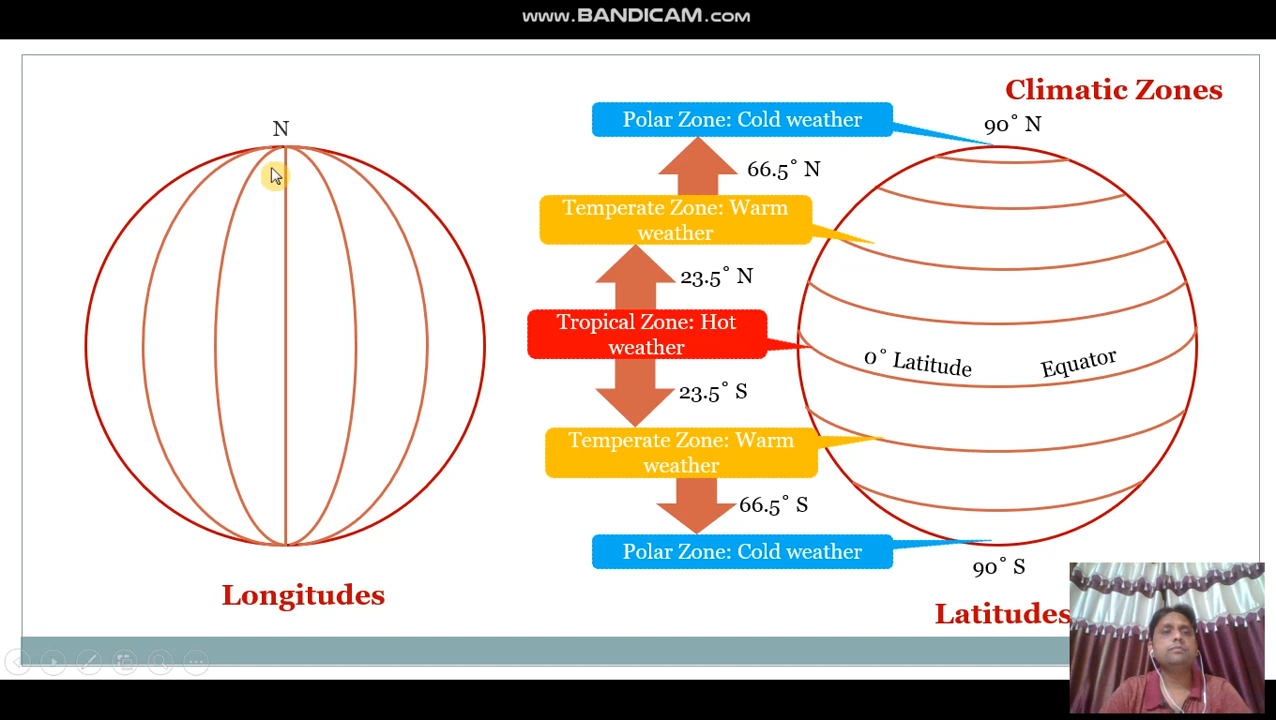 www.BANDICAM.com
Climatic Zones
Polar Zone: Cold weather
90° N
N
66.5° N
Temperate Zone: Warm
weather
23.5° N
Tropical Zone: Hot
weather
0° Latitude
Equator
23.5° S
Temperate Zone: Warm
weather
66.5° S
Polar Zone: Cold weather
90° S
Longitudes
Latitudes